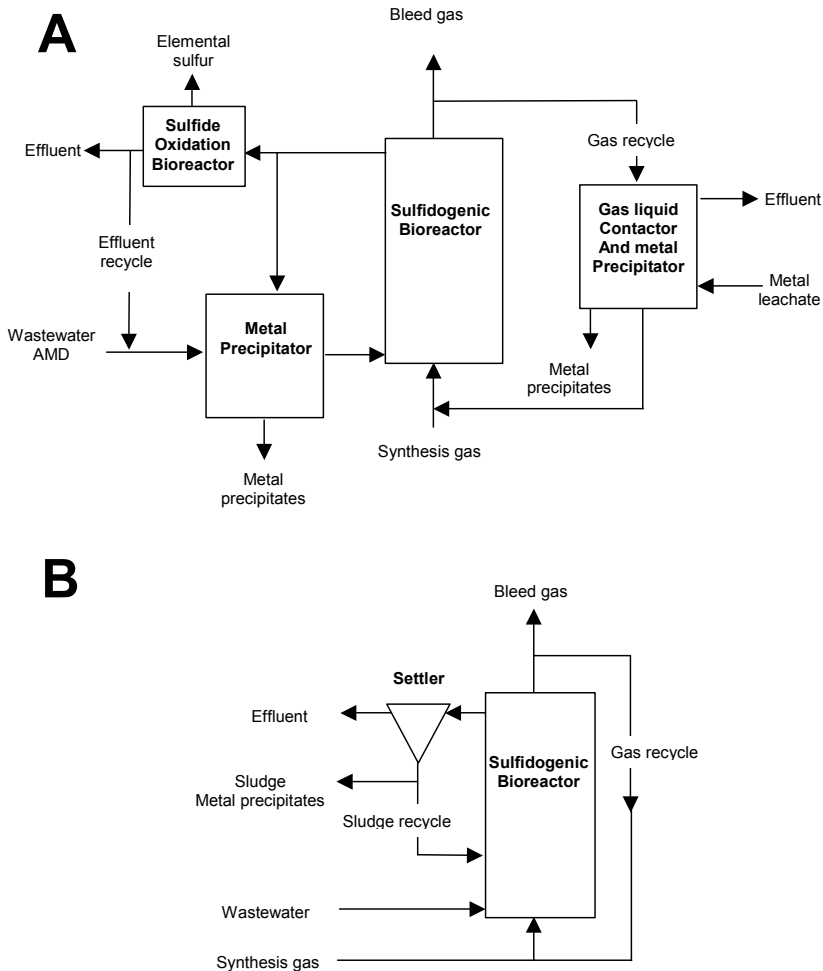 A
Bleed gas
Elemental
sulfur
Sulfide
Oxidation
Bioreactor
Effluent
Gas recycle
Sulfidogenic
Bioreactor
Gas liquid
Contactor
And metal
Precipitator
Effluent
Effluent
recycle
Metal
leachate
Wastewater
AMD
Metal
Precipitator
Metal
precipitates
Synthesis gas
Metal
precipitates
B
Bleed gas
Settler
Effluent
Gas recycle
Sulfidogenic
Bioreactor
Sludge
Metal precipitates
Sludge recycle
Wastewater
Synthesis gas